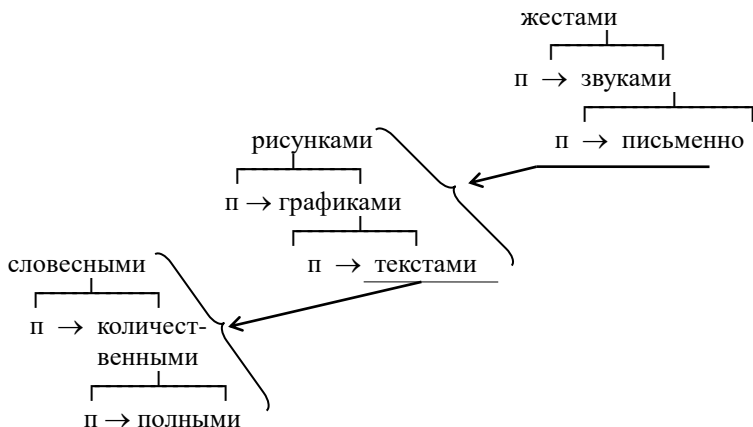 жестами
п → звуками
п → письменно
рисунками
п → графиками
п → текстами
словесными
п → количест-
венными
п → полными